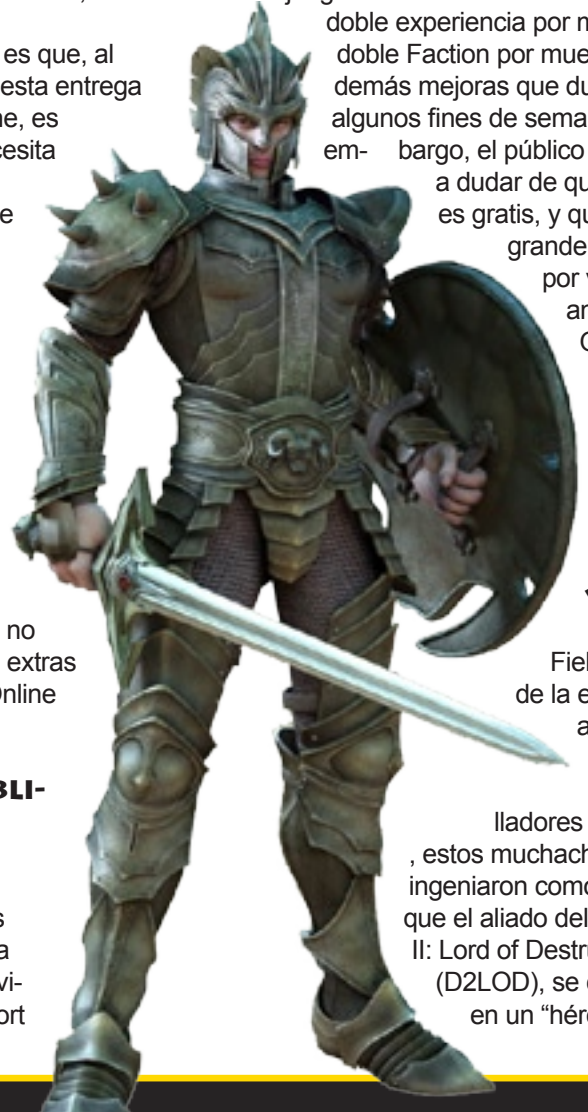 es que, al
esta entrega
ne, es
cesita
e
no
extras
Online
BLI-
s
a
vi-
ort
doble experiencia por m
doble Faction por mue
demás mejoras que du
algunos fines de sema
em- bargo, el público
a dudar de qu
es gratis, y qu
grande
por v
an
Fiel
de la e
a
lladores
, estos muchach
ingeniaron como
que el aliado del
II: Lord of Destru
(D2LOD), se
en un “héro